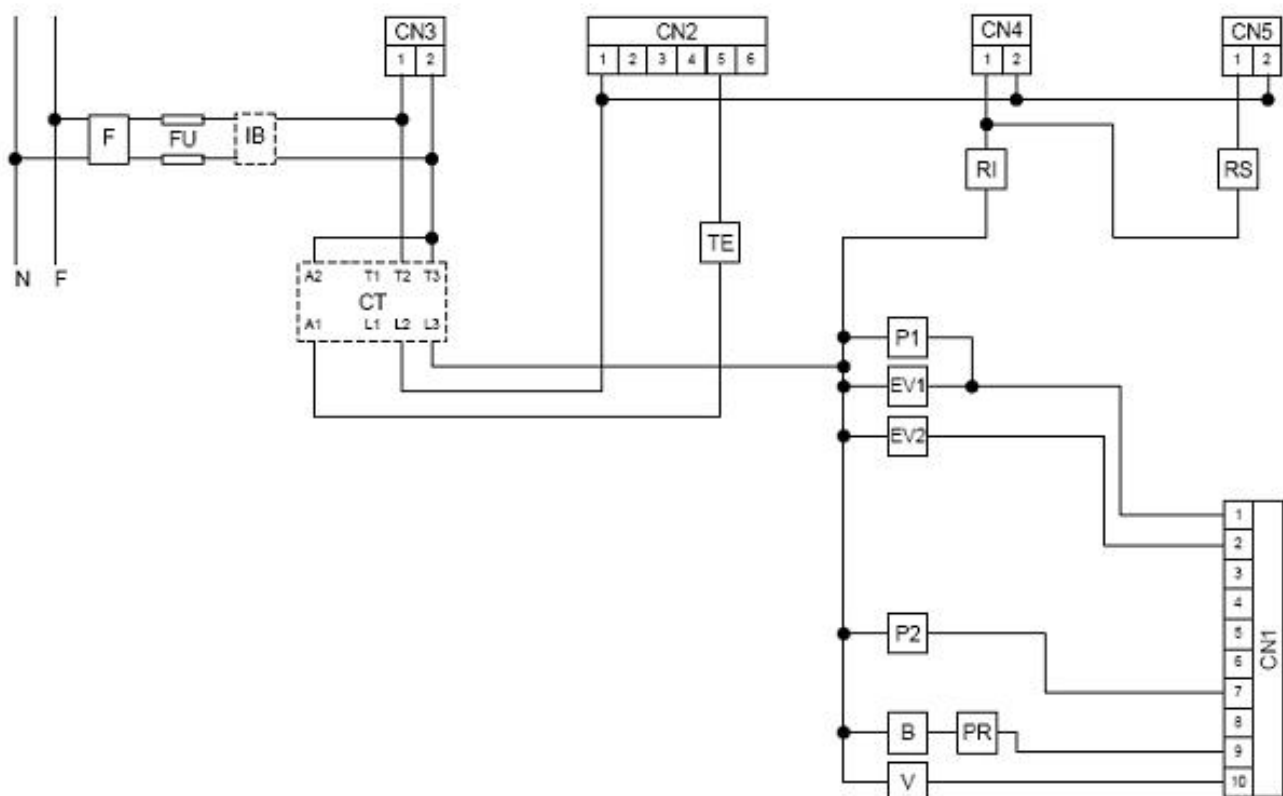 CN3 CN2 CN4 CN5
1 2 1 2 3 4 5 6 1 2 1 2
F FU IB
RI RS
TE
N F
A2 T1 T2 T3
CT
A1 L1 L2 L3
P1
EV1
EV2
1
2
3
4
P2 5
6
7
CN1
8
B PR 9
V 10